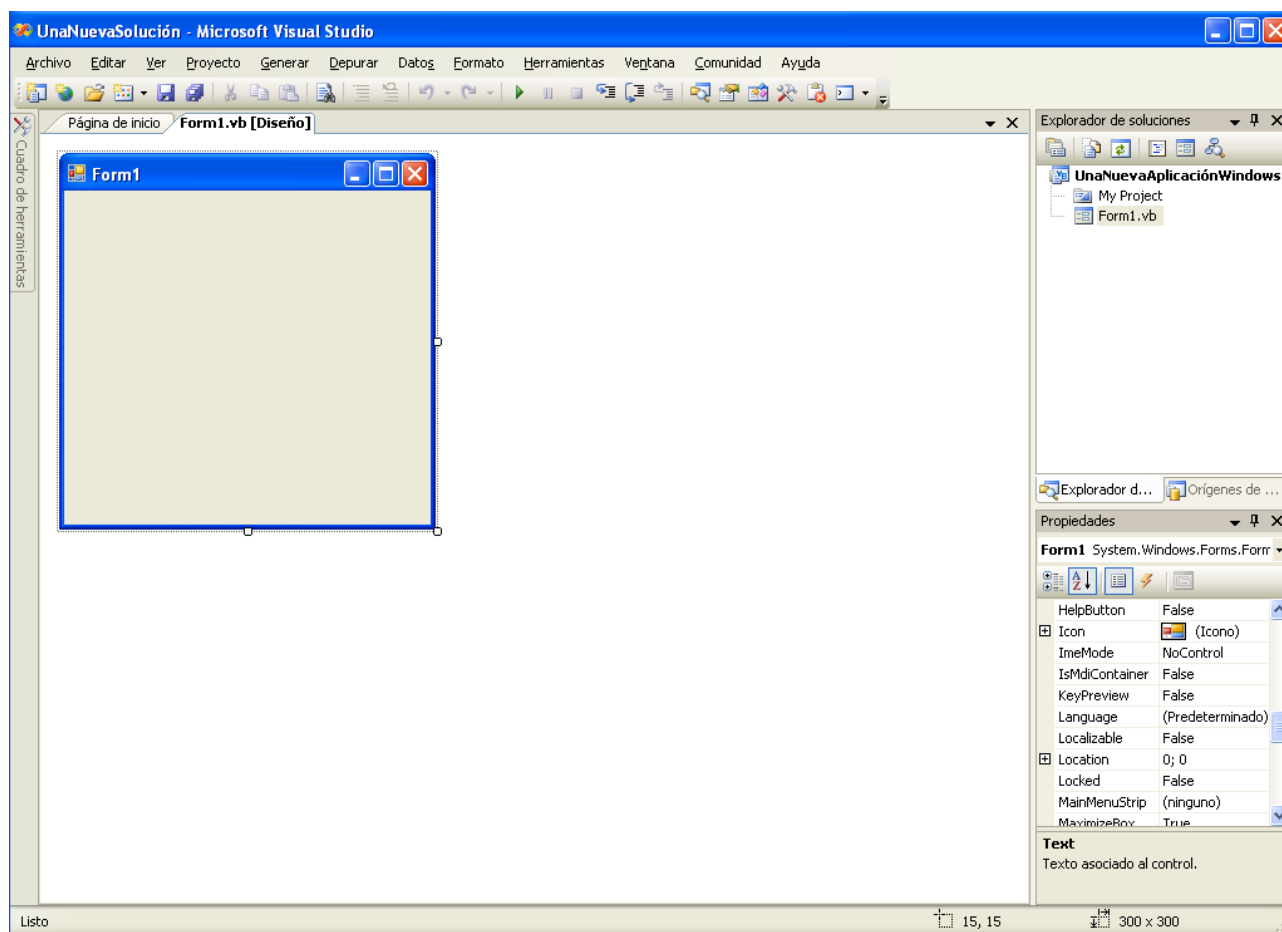 UnaNuevaSolución - Microsoft Visual Studio
Archivo Editar Ver Proyecto Generar Depurar Datos Formato Herramientas Ventana Comunidad Ayuda
Cuadro de herramientas
Página de inicio Form1.vb [Diseño]
Form1
Explorador de soluciones
UnaNuevaAplicaciónWindows
My Project
Form1.vb
Explorador d... Orígenes de ...
Propiedades
Form1 System.Windows.Forms.Form
HelpButton False
Icon (Icono)
ImeMode NoControl
IsMdiContainer False
KeyPreview False
Language (Predeterminado)
Localizable False
Location 0; 0
Locked False
MainMenuStrip (ninguno)
MaximizeBox True
Text
Texto asociado al control.
Listo 15, 15 300 x 300